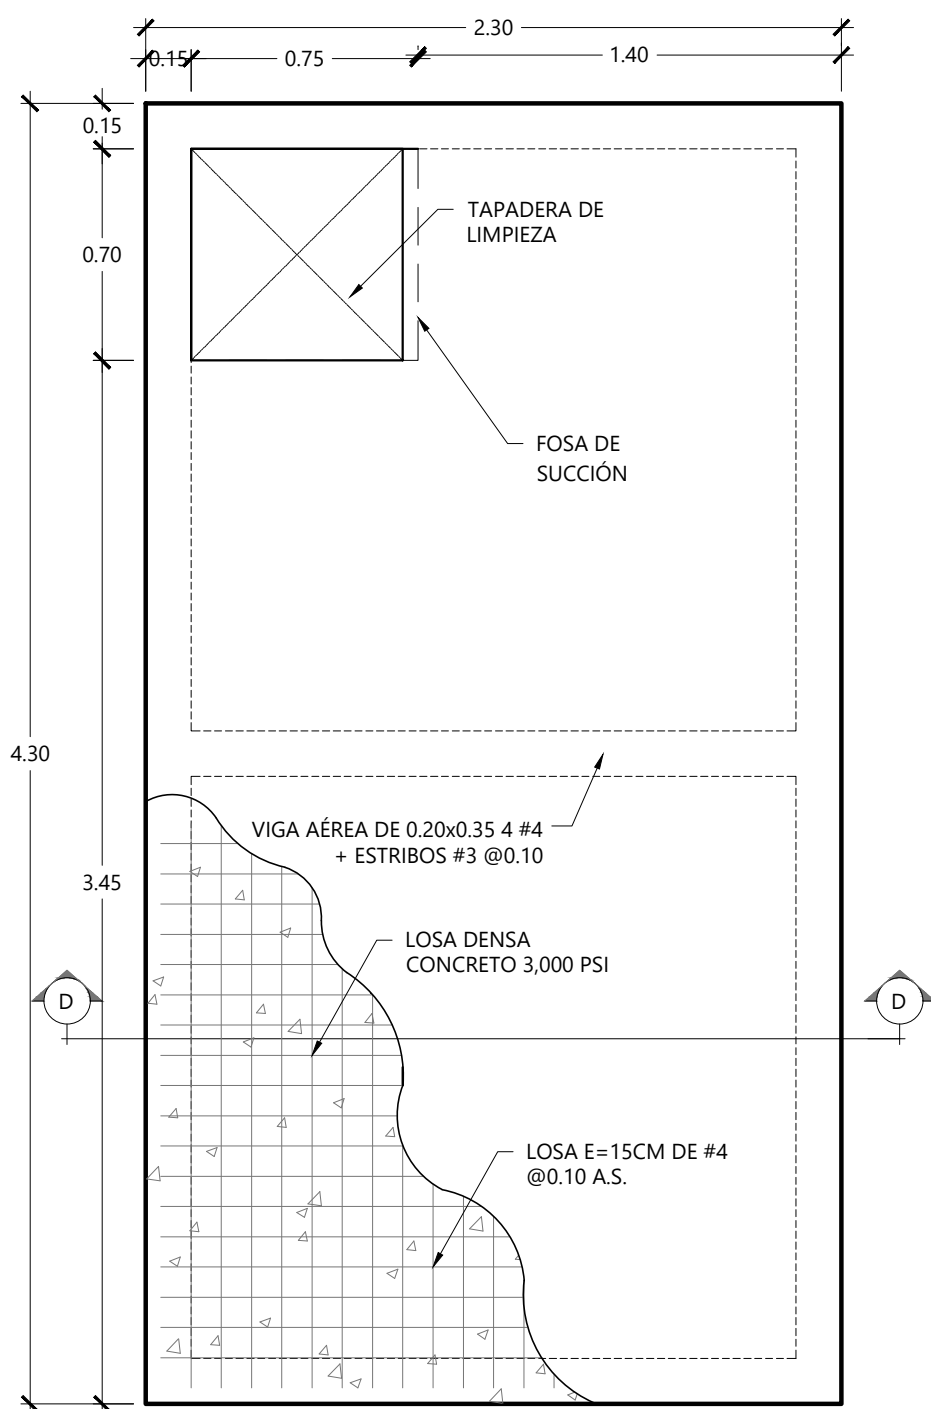 2.30
0.15
0.75
1.40
0.15
0.70
TAPADERA DE
LIMPIEZA
FOSA DE
SUCCIÓN
4.30
VIGA AÉREA DE 0.20x0.35 4 #4
+ ESTRIBOS #3 @0.10
3.45
LOSA DENSA
CONCRETO 3,000 PSI
D
D
LOSA E=15CM DE #4
@0.10 A.S.